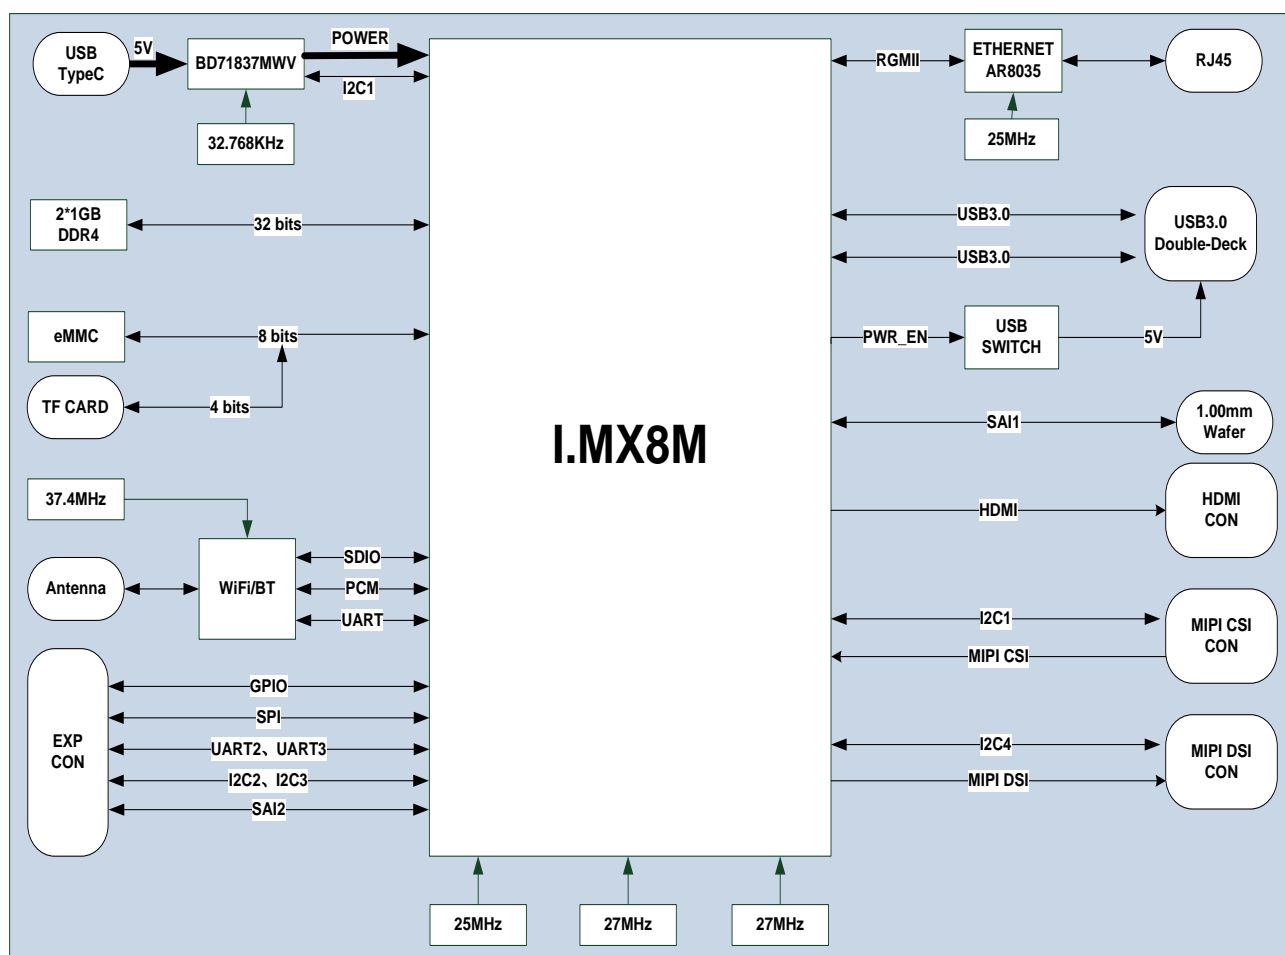 USB
TypeC
5V
BD71837MWV
POWER
I2C1
32.768KHz
2*1GB
DDR4
32 bits
eMMC
8 bits
TF CARD
4 bits
37.4MHz
Antenna
WiFi/BT
SDIO
PCM
UART
EXP
CON
GPIO
SPI
UART2、UART3
I2C2、I2C3
SAI2
I.MX8M
25MHz
27MHz
27MHz
RGMII
ETHERNET
AR8035
RJ45
25MHz
USB3.0
USB3.0
USB3.0
Double-Deck
PWR_EN
USB
SWITCH
5V
SAI1
1.00mm
Wafer
HDMI
HDMI
CON
I2C1
MIPI CSI
MIPI CSI
CON
I2C4
MIPI DSI
MIPI DSI
CON